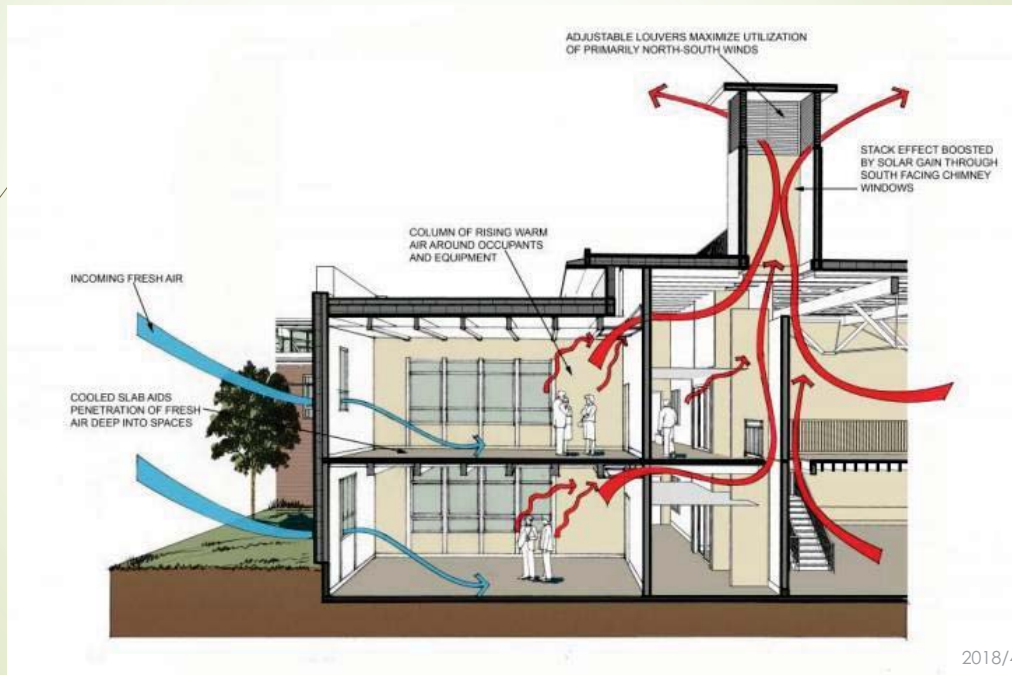 ADJUSTABLE LOUVERS MAXIMIZE UTILIZATION
OF PRIMARILY NORTH-SOUTH WINDS
STACK EFFECT BOOSTED
BY SOLAR GAIN THROUGH
SOUTH FACING CHIMNEY
WINDOWS
COLUMN OF RISING WARM
AIR AROUND OCCUPANTS
AND EQUIPMENT
INCOMING FRESH AIR
COOLED SLAB AIDS
PENETRATION OF FRESH
AIR DEEP INTO SPACES
2018/4